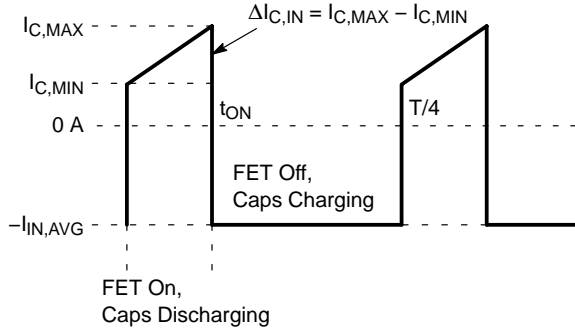 I_C,MAX
ΔI_C,IN = I_C,MAX – I_C,MIN
I_C,MIN
t_ON
T/4
0 A
FET Off,
Caps Charging
–I_IN,AVG
FET On,
Caps Discharging